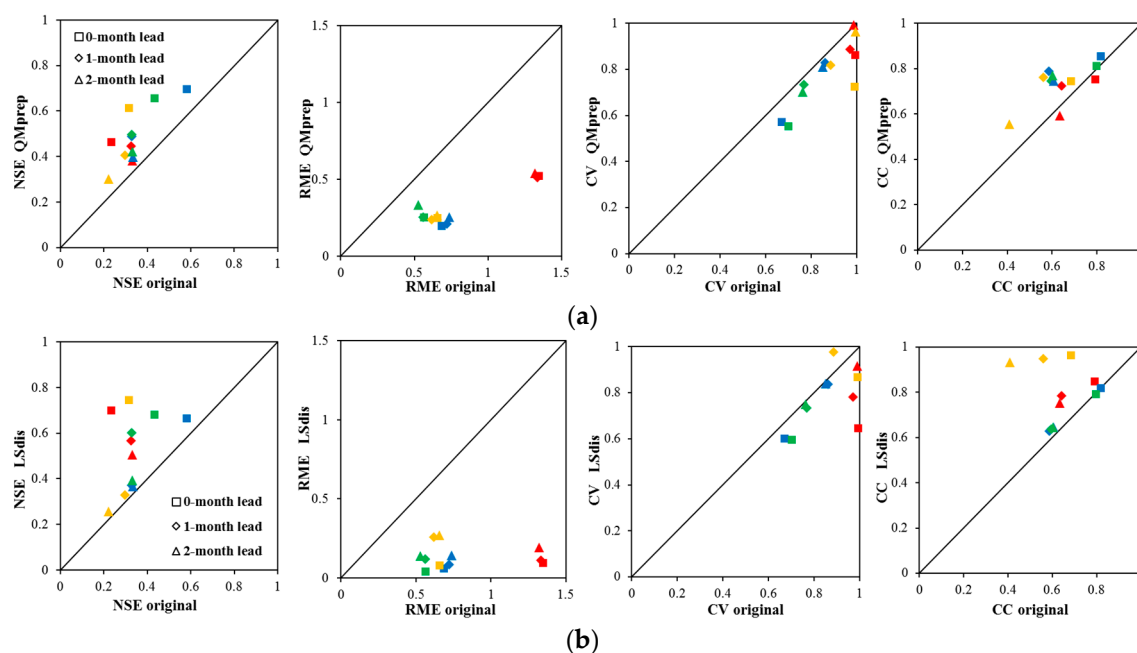 1
0.8
0.6
0.4
0.2
0
NSE QMprep
0-month lead
1-month lead
2-month lead
0 0.2 0.4 0.6 0.8 1
NSE original
1.5
1
0.5
0
RME QMprep
0 0.5 1 1.5
RME original
1
0.8
0.6
0.4
0.2
0
CV QMprep
0 0.2 0.4 0.6 0.8 1
CV original
1
0.8
0.6
0.4
0.2
0
CC QMprep
0 0.2 0.4 0.6 0.8
CC original
(a)
1
0.8
0.6
0.4
0.2
0
NSE LSdis
0-month lead
1-month lead
2-month lead
0 0.2 0.4 0.6 0.8 1
NSE original
1.5
1
0.5
0
RME LSdis
0 0.5 1 1.5
RME original
1
0.8
0.6
0.4
0.2
0
CV LSdis
0 0.2 0.4 0.6 0.8 1
CV original
1
0.8
0.6
0.4
0.2
0
CC LSdis
0 0.2 0.4 0.6 0.8
CC original
(b)